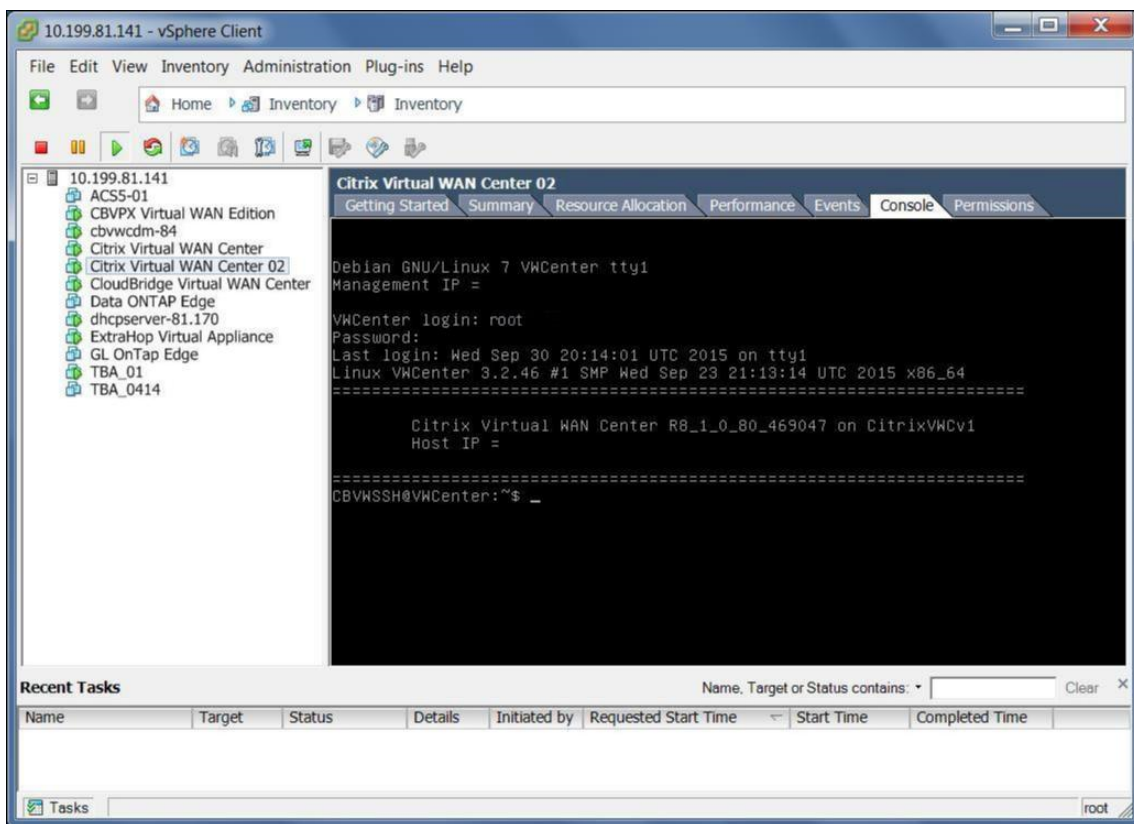 10.199.81.141 - vSphere Client
File Edit View Inventory Administration Plug-ins Help
Home Inventory Inventory
10.199.81.141
ACS5-01
CBVPX Virtual WAN Edition
cbvwcdm-84
Citrix Virtual WAN Center
Citrix Virtual WAN Center 02
CloudBridge Virtual WAN Center
Data ONTAP Edge
dhcpserver-81.170
ExtraHop Virtual Appliance
GL OnTap Edge
TBA_01
TBA_0414
Citrix Virtual WAN Center 02
Getting Started Summary Resource Allocation Performance Events Console Permissions
Debian GNU/Linux 7 VWCenter tty1
Management IP =
VWCenter login: root
Password:
Last login: Wed Sep 30 20:14:01 UTC 2015 on tty1
Linux VWCenter 3.2.46 #1 SMP Wed Sep 23 21:13:14 UTC 2015 x86_64
======================================================================
Citrix Virtual WAN Center R8_1_0_80_469047 on CitrixVWCv1
Host IP =
======================================================================
CBVWSSH@VWCenter:~$ _
Recent Tasks
Name, Target or Status contains: Clear
Name Target Status Details Initiated by Requested Start Time Start Time Completed Time
Tasks root